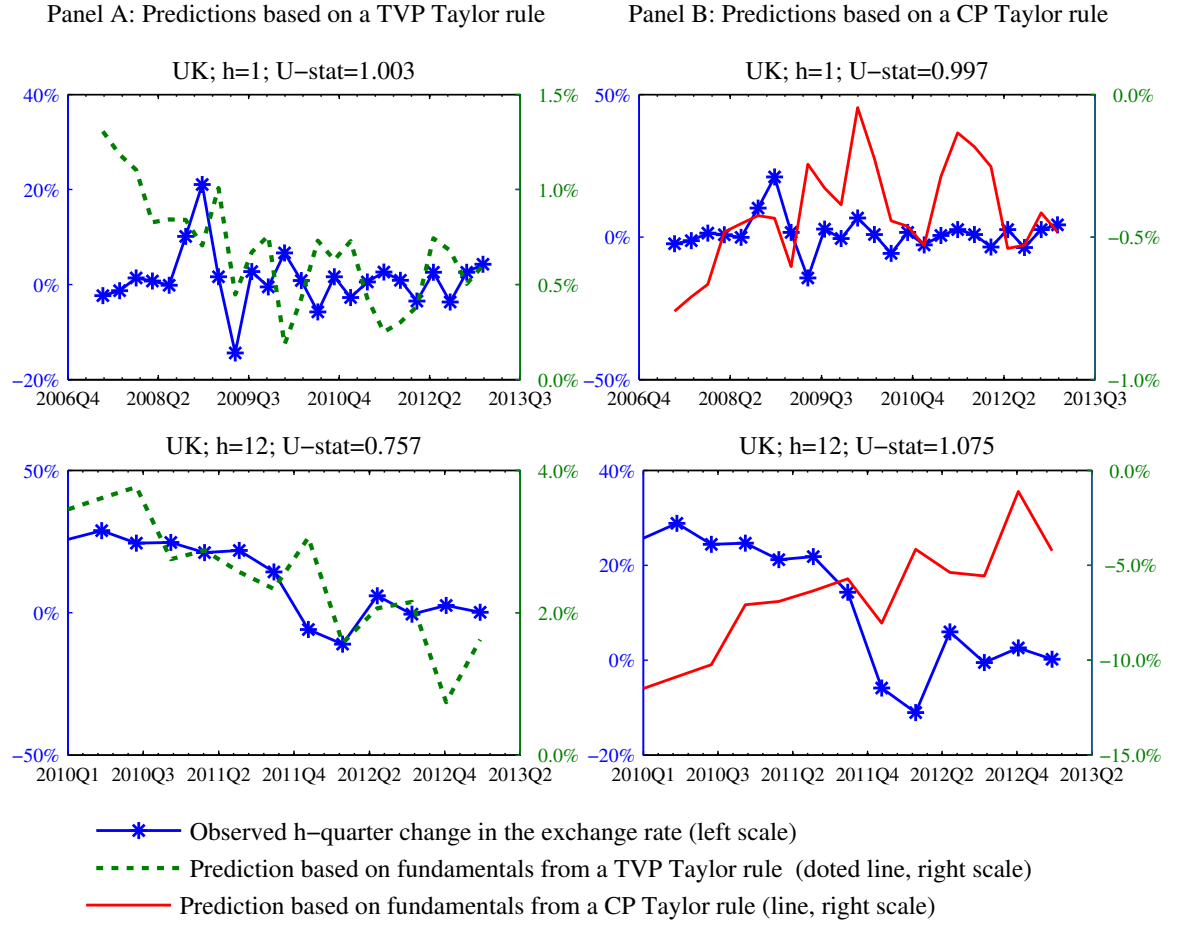 Panel A: Predictions based on a TVP Taylor rule
Panel B: Predictions based on a CP Taylor rule
UK; h=1; U−stat=1.003
40%
20%
0%
−20%
1.5%
1.0%
0.5%
0.0%
2006Q4 2008Q2 2009Q3 2010Q4 2012Q2 2013Q3
UK; h=1; U−stat=0.997
50%
0%
−50%
0.0%
−0.5%
−1.0%
2006Q4 2008Q2 2009Q3 2010Q4 2012Q2 2013Q3
UK; h=12; U−stat=0.757
50%
0%
−50%
4.0%
2.0%
0.0%
2010Q1 2010Q3 2011Q2 2011Q4 2012Q2 2012Q4 2013Q2
UK; h=12; U−stat=1.075
40%
20%
0%
−20%
0.0%
−5.0%
−10.0%
−15.0%
2010Q1 2010Q3 2011Q2 2011Q4 2012Q2 2012Q4 2013Q2
Observed h−quarter change in the exchange rate (left scale)
Prediction based on fundamentals from a TVP Taylor rule (doted line, right scale)
Prediction based on fundamentals from a CP Taylor rule (line, right scale)